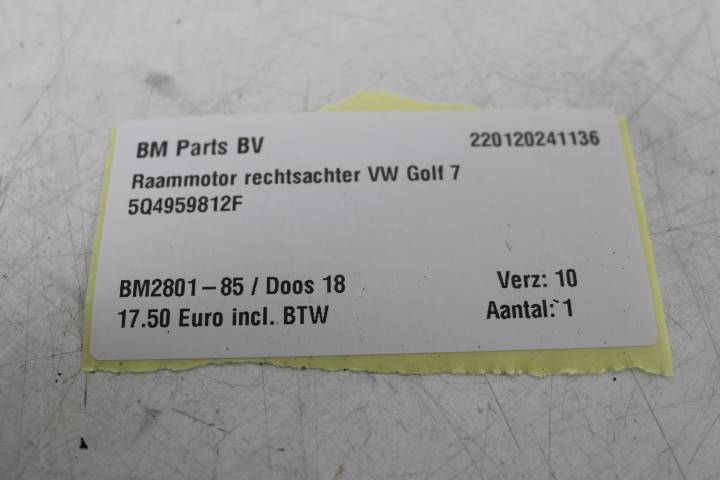 BM Parts BV 220120241136
Raammotor rechtsachter VW Golf 7
5Q4959812F
BM2801-85 / Doos 18 Verz: 10
17.50 Euro incl. BTW Aantal: 1